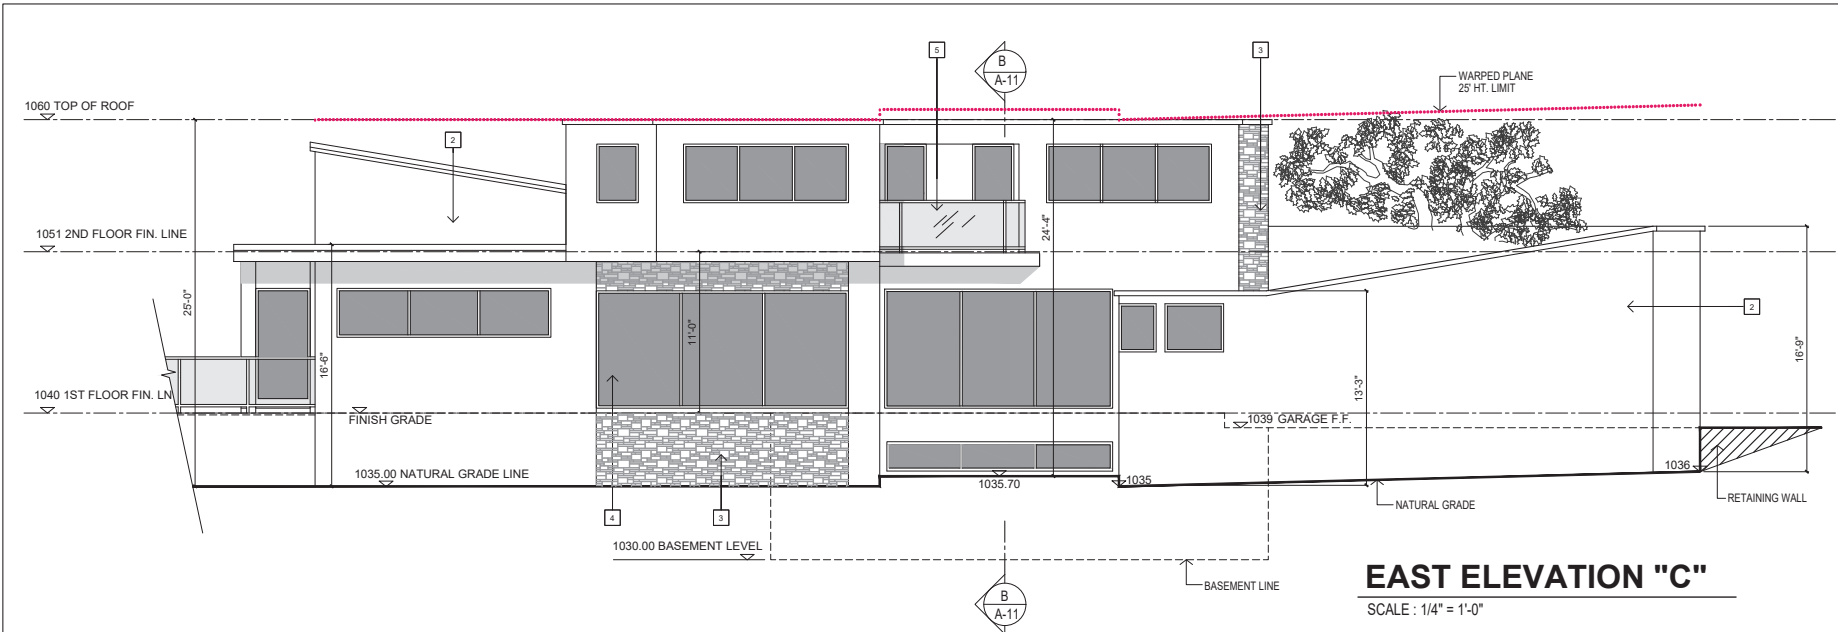 5
B
A-11
3
WARPED PLANE
25' HT. LIMIT
1060 TOP OF ROOF
2
1051 2ND FLOOR FIN. LINE
24'-4"
25'-0"
16'-6"
11'-0"
2
16'-9"
13'-3"
1040 1ST FLOOR FIN. LN
FINISH GRADE
1039 GARAGE F.F.
1035.00 NATURAL GRADE LINE
1035.70
1035
1036
NATURAL GRADE
RETAINING WALL
4
3
1030.00 BASEMENT LEVEL
BASEMENT LINE
B
A-11
EAST ELEVATION "C"
SCALE : 1/4" = 1'-0"